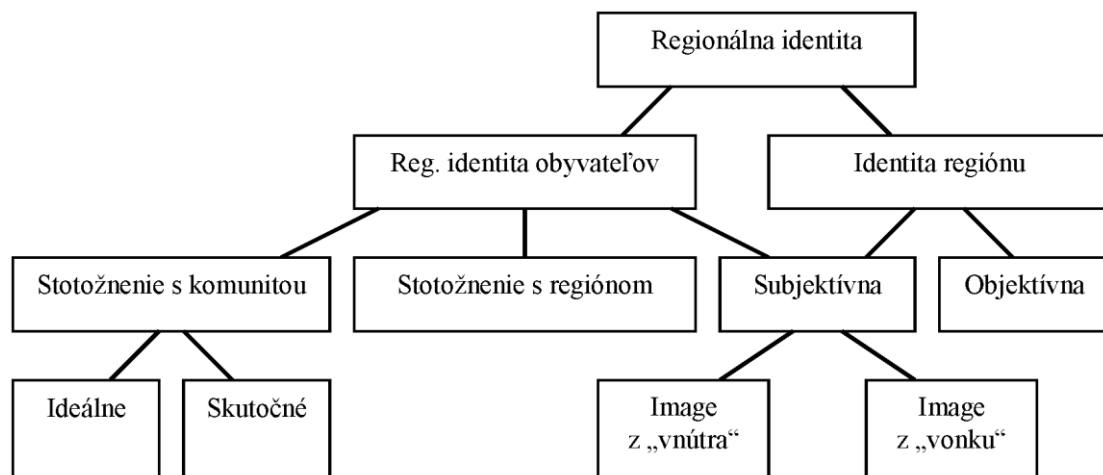 Regionálna identita
Reg. identita obyvateľov
Identita regiónu
Stotožnenie s komunitou
Stotožnenie s regiónom
Subjektívna
Objektívna
Ideálne
Skutočné
Image
z „vnútra“
Image
z „vonku“